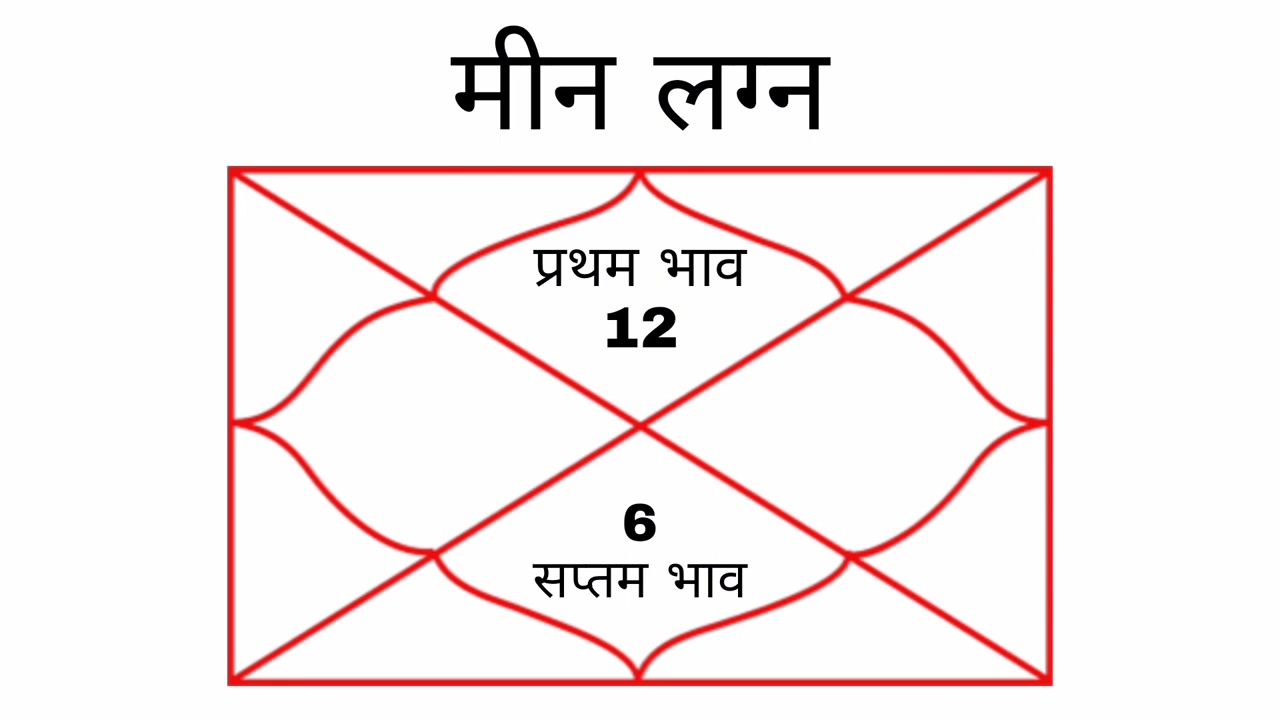 मीन लग्न
प्रथम भाव
12
6
सप्तम भाव